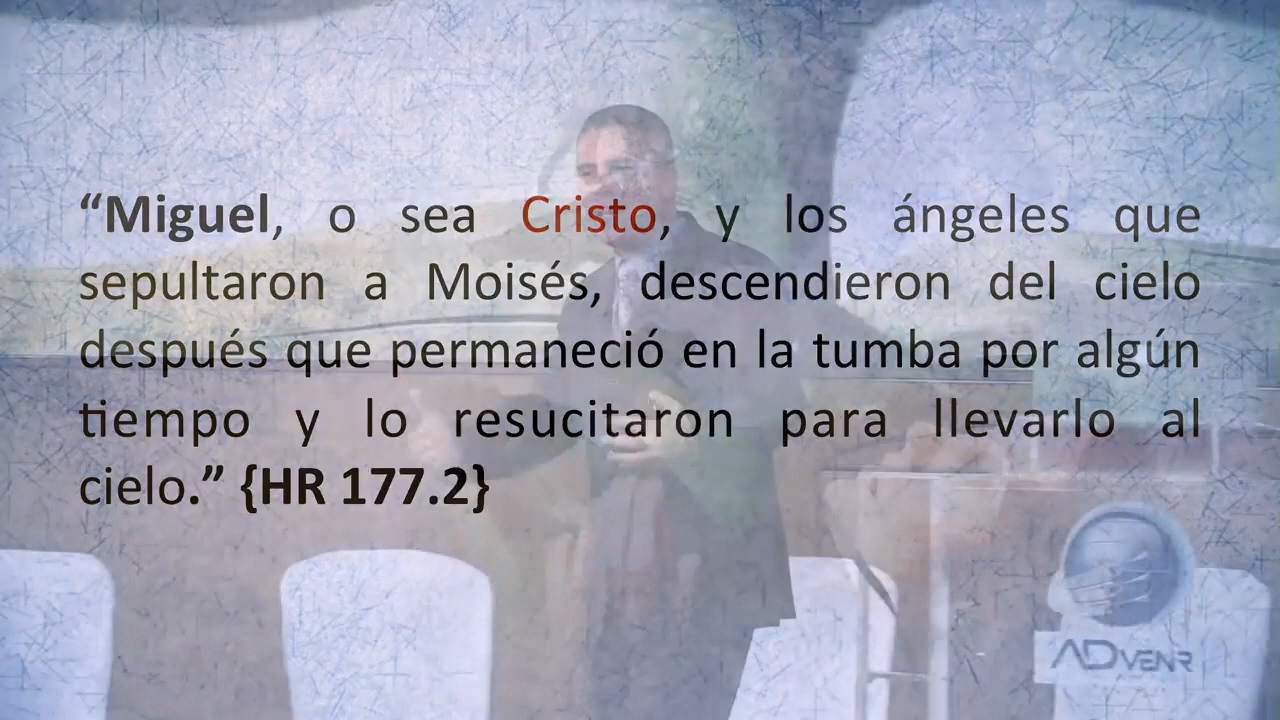 “Miguel, o sea Cristo, y los ángeles que
sepultaron a Moisés, descendieron del cielo
después que permaneció en la tumba por algún
tiempo y lo resucitaron para llevarlo al
cielo.” {HR 177.2}
ADVENR